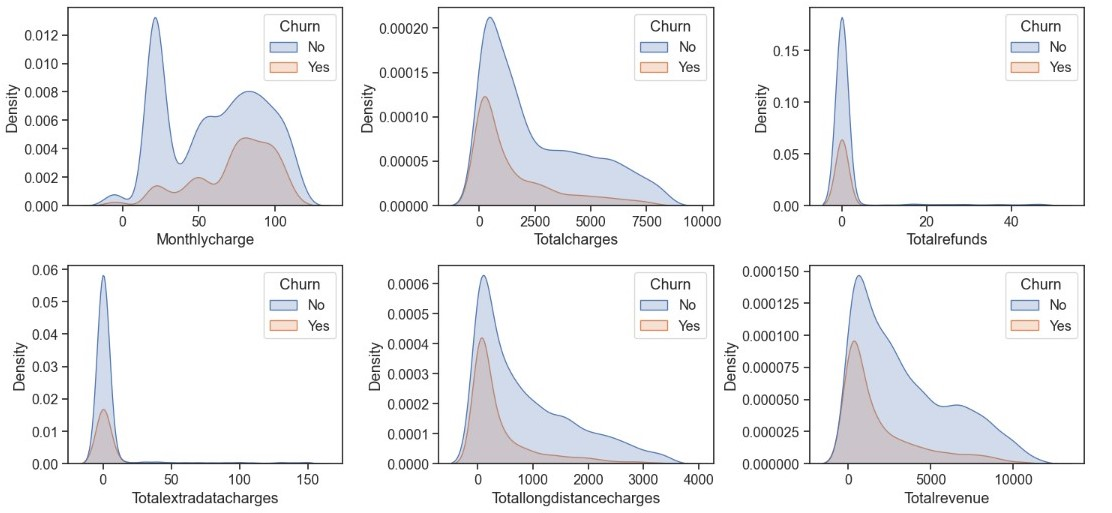 Churn
No
Yes
Density
0.012
0.010
0.008
0.006
0.004
0.002
0.000
0 50 100
Monthlycharge
Churn
No
Yes
Density
0.00020
0.00015
0.00010
0.00005
0.00000
0 2500 5000 7500 10000
Totalcharges
Churn
No
Yes
Density
0.15
0.10
0.05
0.00
0 20 40
Totalrefunds
Churn
No
Yes
Density
0.06
0.05
0.04
0.03
0.02
0.01
0.00
0 50 100 150
Totalextradatacharges
Churn
No
Yes
Density
0.0006
0.0005
0.0004
0.0003
0.0002
0.0001
0.0000
0 1000 2000 3000 4000
Totallongdistancecharges
Churn
No
Yes
Density
0.000150
0.000125
0.000100
0.000075
0.000050
0.000025
0.000000
0 5000 10000
Totalrevenue